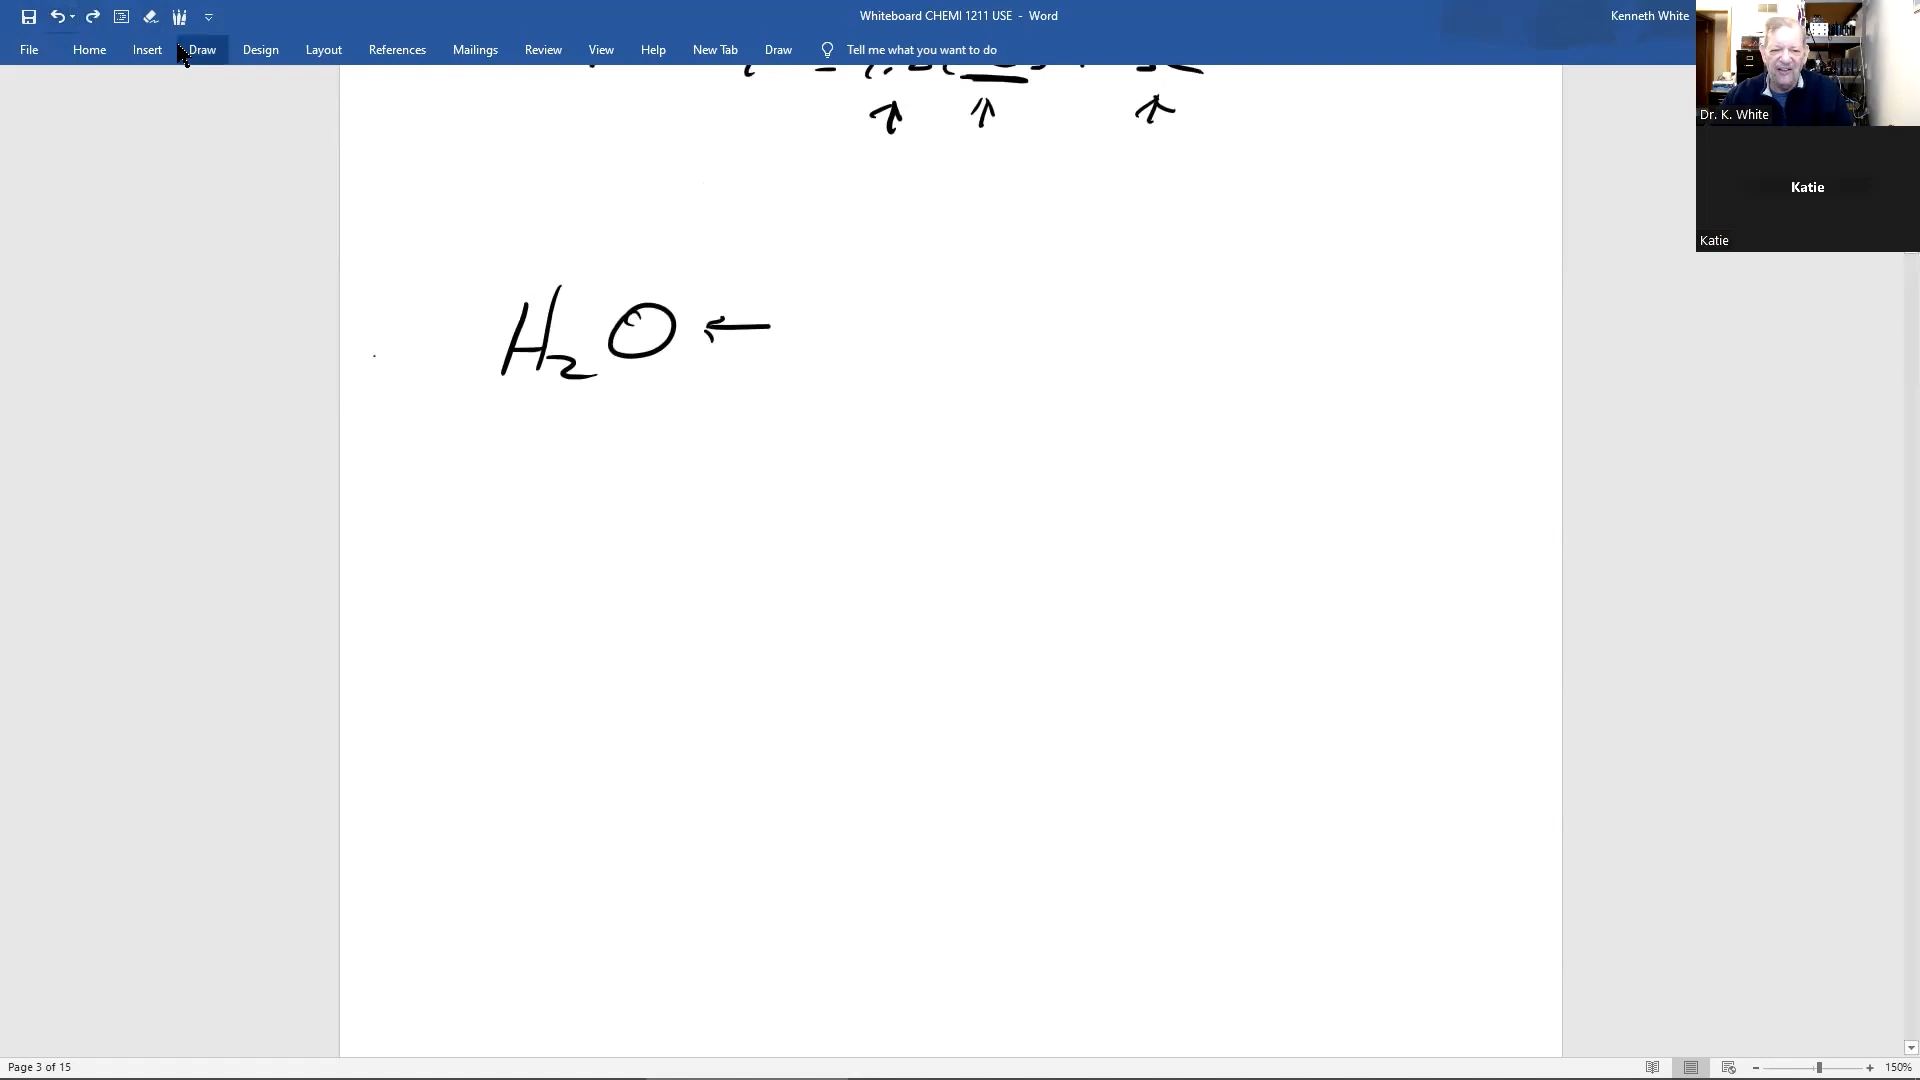 Whiteboard CHEMI 1211 USE - Word
Kenneth White
File Home Insert Draw Design Layout References Mailings Review View Help New Tab Draw Tell me what you want to do
Dr. K. White
Katie
Katie
H₂O ←
Page 3 of 15
150%